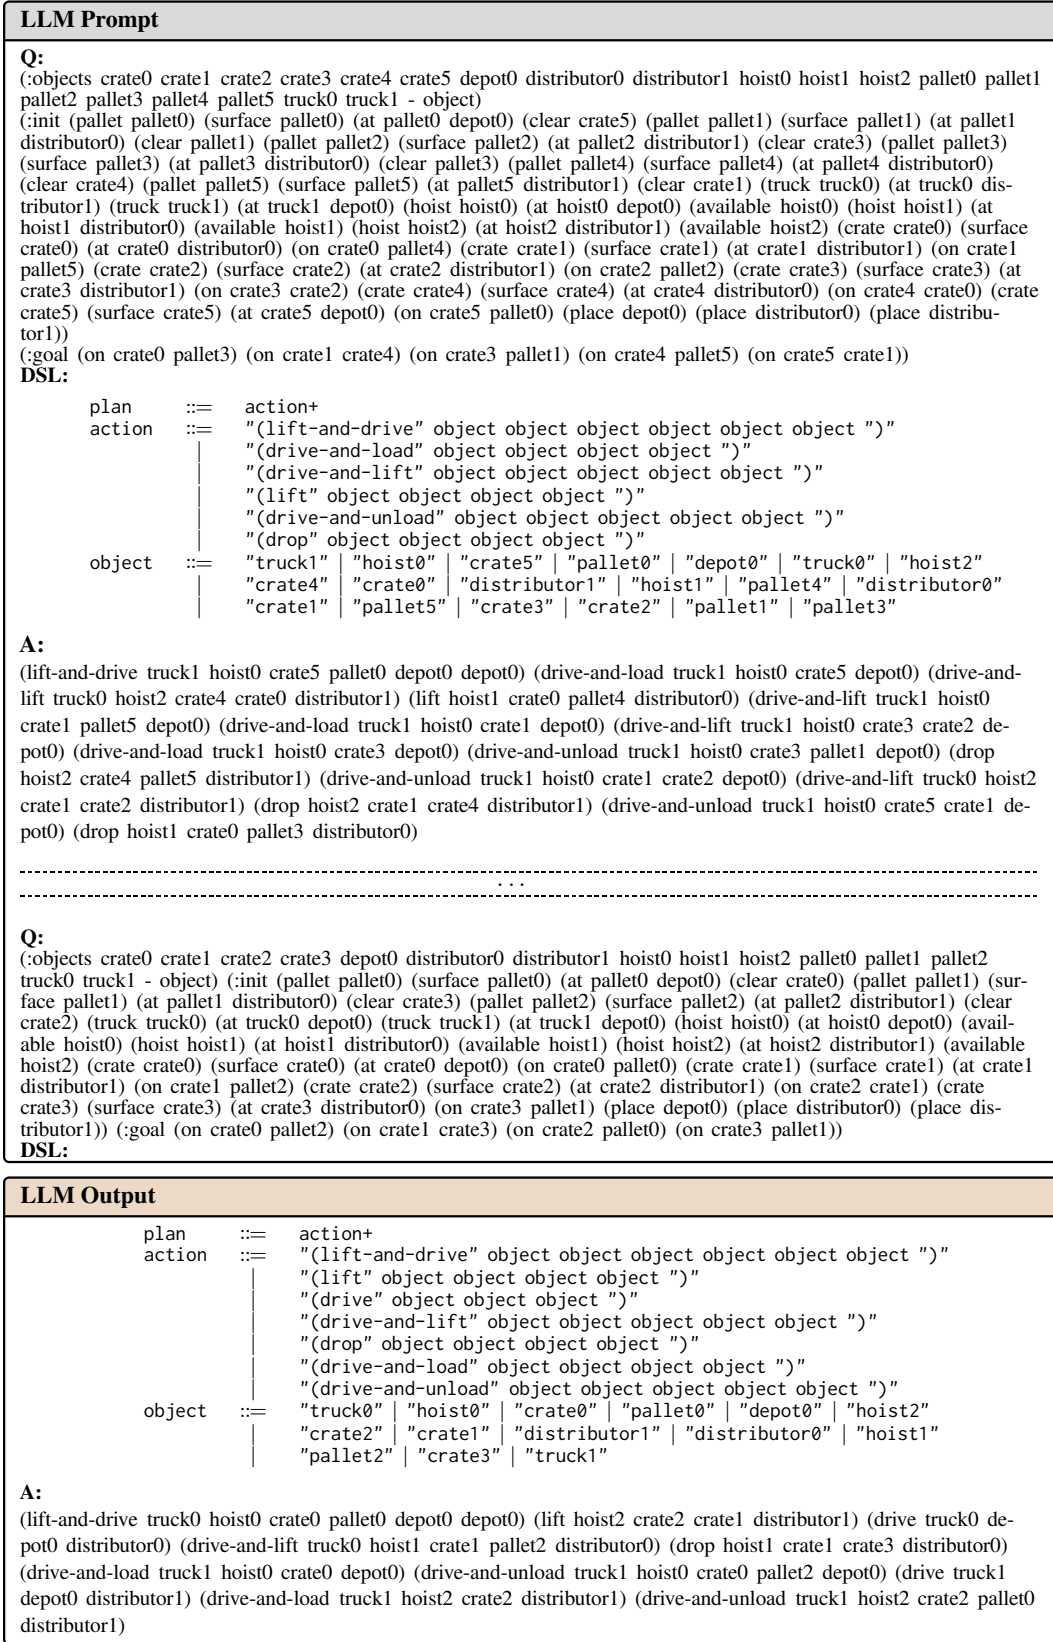 LLM Prompt
Q:
(:objects crate0 crate1 crate2 crate3 crate4 crate5 depot0 distributor0 distributor1 hoist0 hoist1 hoist2 pallet0 pallet1
pallet2 pallet3 pallet4 pallet5 truck0 truck1 - object)
(:init (pallet pallet0) (surface pallet0) (at pallet0 depot0) (clear crate5) (pallet pallet1) (surface pallet1) (at pallet1
distributor0) (clear pallet1) (pallet pallet2) (surface pallet2) (at pallet2 distributor1) (clear crate3) (pallet pallet3)
(surface pallet3) (at pallet3 distributor0) (clear pallet3) (pallet pallet4) (surface pallet4) (at pallet4 distributor0)
(clear crate4) (pallet pallet5) (surface pallet5) (at pallet5 distributor1) (clear crate1) (truck truck0) (at truck0 dis-
tributor1) (truck truck1) (at truck1 depot0) (hoist hoist0) (at hoist0 depot0) (available hoist0) (hoist hoist1) (at
hoist1 distributor0) (available hoist1) (hoist hoist2) (at hoist2 distributor1) (available hoist2) (crate crate0) (surface
crate0) (at crate0 distributor0) (on crate0 pallet4) (crate crate1) (surface crate1) (at crate1 distributor1) (on crate1
pallet5) (crate crate2) (surface crate2) (at crate2 distributor1) (on crate2 pallet2) (crate crate3) (surface crate3) (at
crate3 distributor1) (on crate3 crate2) (crate crate4) (surface crate4) (at crate4 distributor0) (on crate4 crate0) (crate
crate5) (surface crate5) (at crate5 depot0) (on crate5 pallet0) (place depot0) (place distributor0) (place distribu-
tor1))
(:goal (on crate0 pallet3) (on crate1 crate4) (on crate3 pallet1) (on crate4 pallet5) (on crate5 crate1))
DSL:
plan ::= action+
action ::= "(lift-and-drive" object object object object object object ")"
| "(drive-and-load" object object object object ")"
| "(drive-and-lift" object object object object object ")"
| "(lift" object object object object ")"
| "(drive-and-unload" object object object object object ")"
| "(drop" object object object object ")"
object ::= "truck1" | "hoist0" | "crate5" | "pallet0" | "depot0" | "truck0" | "hoist2"
| "crate4" | "crate0" | "distributor1" | "hoist1" | "pallet4" | "distributor0"
| "crate1" | "pallet5" | "crate3" | "crate2" | "pallet1" | "pallet3"
A:
(lift-and-drive truck1 hoist0 crate5 pallet0 depot0 depot0) (drive-and-load truck1 hoist0 crate5 depot0) (drive-and-
lift truck0 hoist2 crate4 crate0 distributor1) (lift hoist1 crate0 pallet4 distributor0) (drive-and-lift truck1 hoist0
crate1 pallet5 depot0) (drive-and-load truck1 hoist0 crate1 depot0) (drive-and-lift truck1 hoist0 crate3 crate2 de-
pot0) (drive-and-load truck1 hoist0 crate3 depot0) (drive-and-unload truck1 hoist0 crate3 pallet1 depot0) (drop
hoist2 crate4 pallet5 distributor1) (drive-and-unload truck1 hoist0 crate1 crate2 depot0) (drive-and-lift truck0 hoist2
crate1 crate2 distributor1) (drop hoist2 crate1 crate4 distributor1) (drive-and-unload truck1 hoist0 crate5 crate1 de-
pot0) (drop hoist1 crate0 pallet3 distributor0)
. . .
Q:
(:objects crate0 crate1 crate2 crate3 depot0 distributor0 distributor1 hoist0 hoist1 hoist2 pallet0 pallet1 pallet2
truck0 truck1 - object) (:init (pallet pallet0) (surface pallet0) (at pallet0 depot0) (clear crate0) (pallet pallet1) (sur-
face pallet1) (at pallet1 distributor0) (clear crate3) (pallet pallet2) (surface pallet2) (at pallet2 distributor1) (clear
crate2) (truck truck0) (at truck0 depot0) (truck truck1) (at truck1 depot0) (hoist hoist0) (at hoist0 depot0) (avail-
able hoist0) (hoist hoist1) (at hoist1 distributor0) (available hoist1) (hoist hoist2) (at hoist2 distributor1) (available
hoist2) (crate crate0) (surface crate0) (at crate0 depot0) (on crate0 pallet0) (crate crate1) (surface crate1) (at crate1
distributor1) (on crate1 pallet2) (crate crate2) (surface crate2) (at crate2 distributor1) (on crate2 crate1) (crate
crate3) (surface crate3) (at crate3 distributor0) (on crate3 pallet1) (place depot0) (place distributor0) (place dis-
tributor1)) (:goal (on crate0 pallet2) (on crate1 crate3) (on crate2 pallet0) (on crate3 pallet1))
DSL:
LLM Output
plan ::= action+
action ::= "(lift-and-drive" object object object object object object ")"
| "(lift" object object object object ")"
| "(drive" object object object ")"
| "(drive-and-lift" object object object object object ")"
| "(drop" object object object object ")"
| "(drive-and-load" object object object object ")"
| "(drive-and-unload" object object object object object ")"
object ::= "truck0" | "hoist0" | "crate0" | "pallet0" | "depot0" | "hoist2"
| "crate2" | "crate1" | "distributor1" | "distributor0" | "hoist1"
| "pallet2" | "crate3" | "truck1"
A:
(lift-and-drive truck0 hoist0 crate0 pallet0 depot0 depot0) (lift hoist2 crate2 crate1 distributor1) (drive truck0 de-
pot0 distributor0) (drive-and-lift truck0 hoist1 crate1 pallet2 distributor0) (drop hoist1 crate1 crate3 distributor0)
(drive-and-load truck1 hoist0 crate0 depot0) (drive-and-unload truck1 hoist0 crate0 pallet2 depot0) (drive truck1
depot0 distributor1) (drive-and-load truck1 hoist2 crate2 distributor1) (drive-and-unload truck1 hoist2 crate2 pallet0
distributor1)